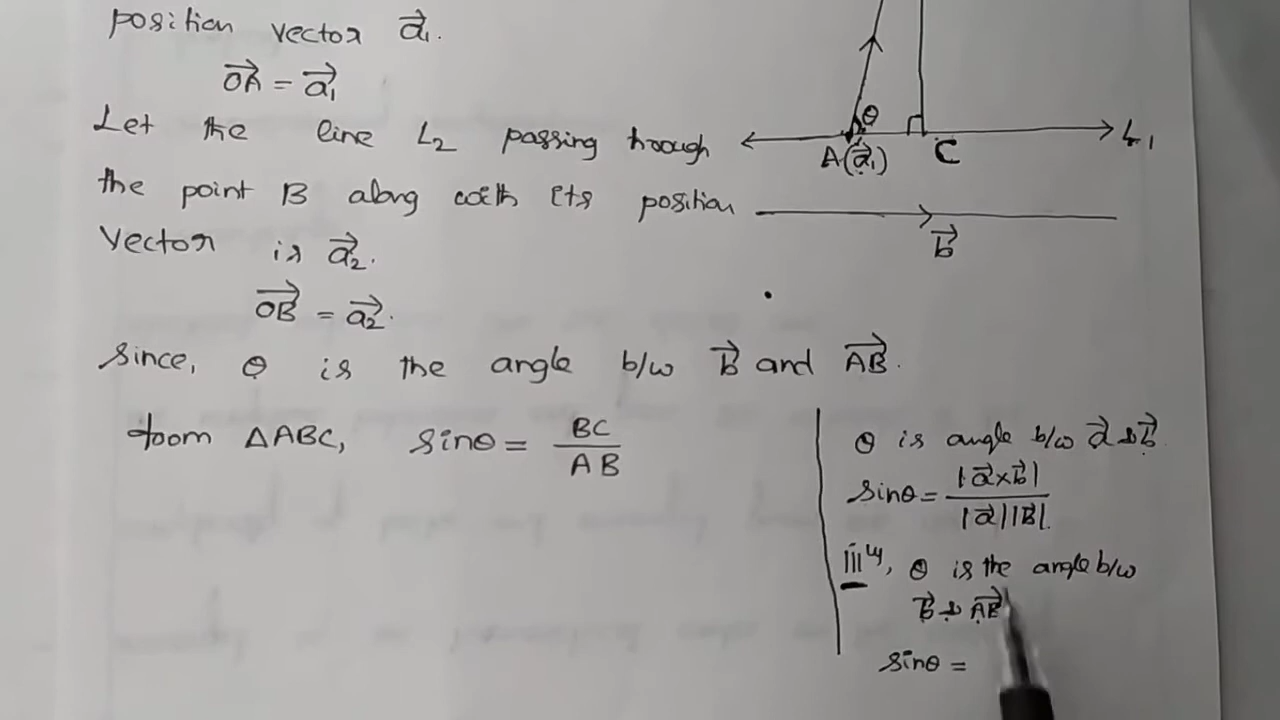 position vector a⃗₁.
OA⃗ = a⃗₁
Let the line L₂ passing through
the point B along with its position
vector is a⃗₂.
OB⃗ = a⃗₂.
Since, θ is the angle b/w b⃗ and AB⃗.
from ΔABC, sinθ = BC/AB
θ
A(a⃗₁)
C
L₁
b⃗
θ is angle b/w a⃗ & b⃗.
sinθ = |a⃗×b⃗| / |a⃗||b⃗|.
IIIly, θ is the angle b/w
b⃗ & AB⃗
sinθ =